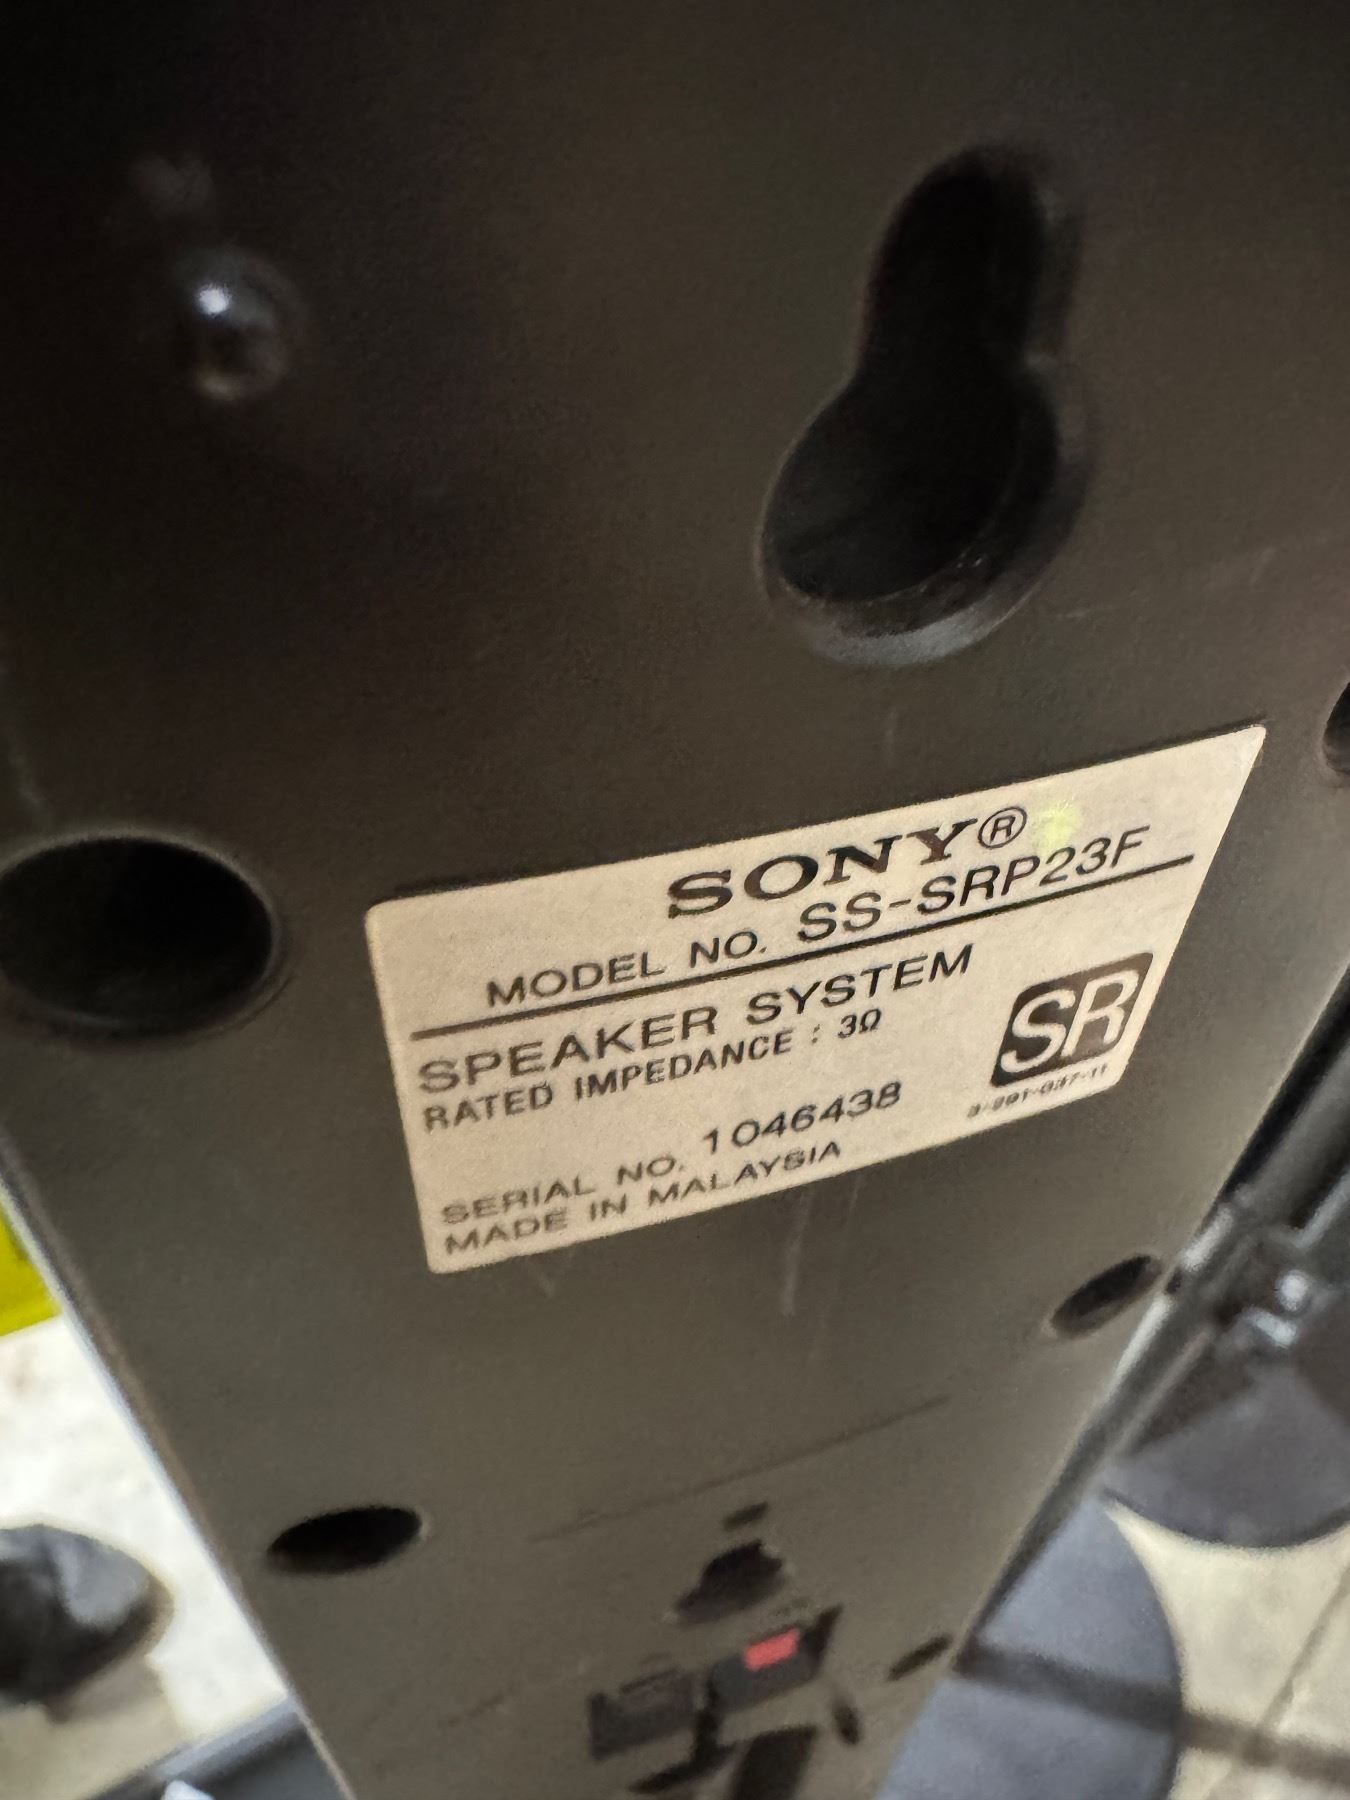 SONY®
MODEL NO. SS-SRP23F
SPEAKER SYSTEM
RATED IMPEDANCE : 3Ω
SR
SERIAL NO. 1046438
MADE IN MALAYSIA